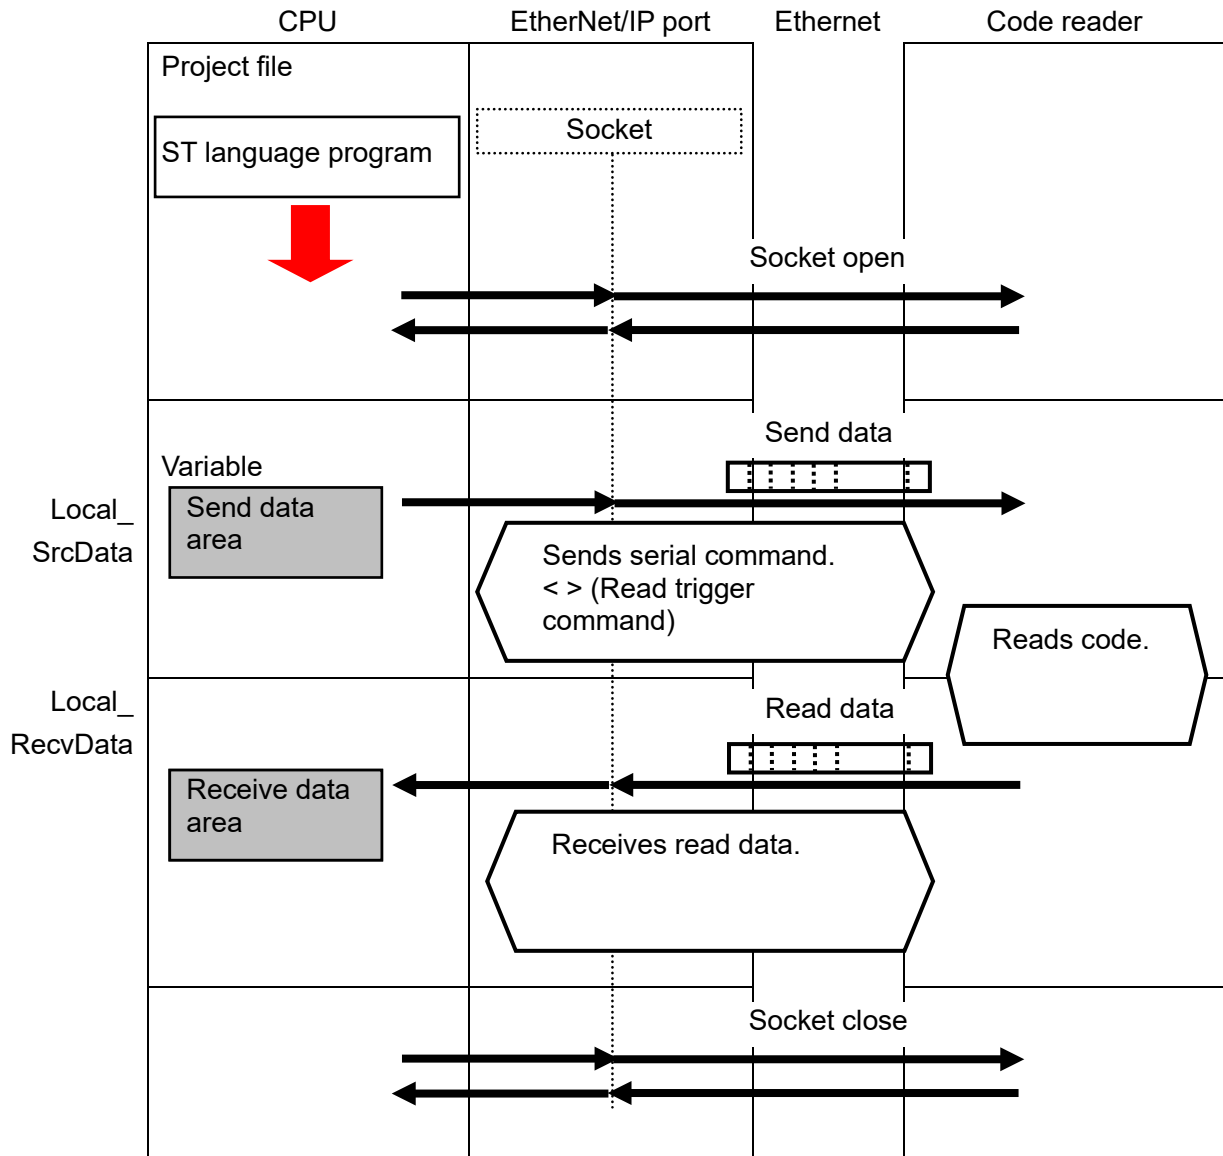 CPU
EtherNet/IP port
Ethernet
Code reader
Project file
ST language program
Socket
Socket open
Send data
Variable
Local_
SrcData
Send data
area
Sends serial command.
< > (Read trigger
command)
Reads code.
Local_
RecvData
Read data
Receive data
area
Receives read data.
Socket close